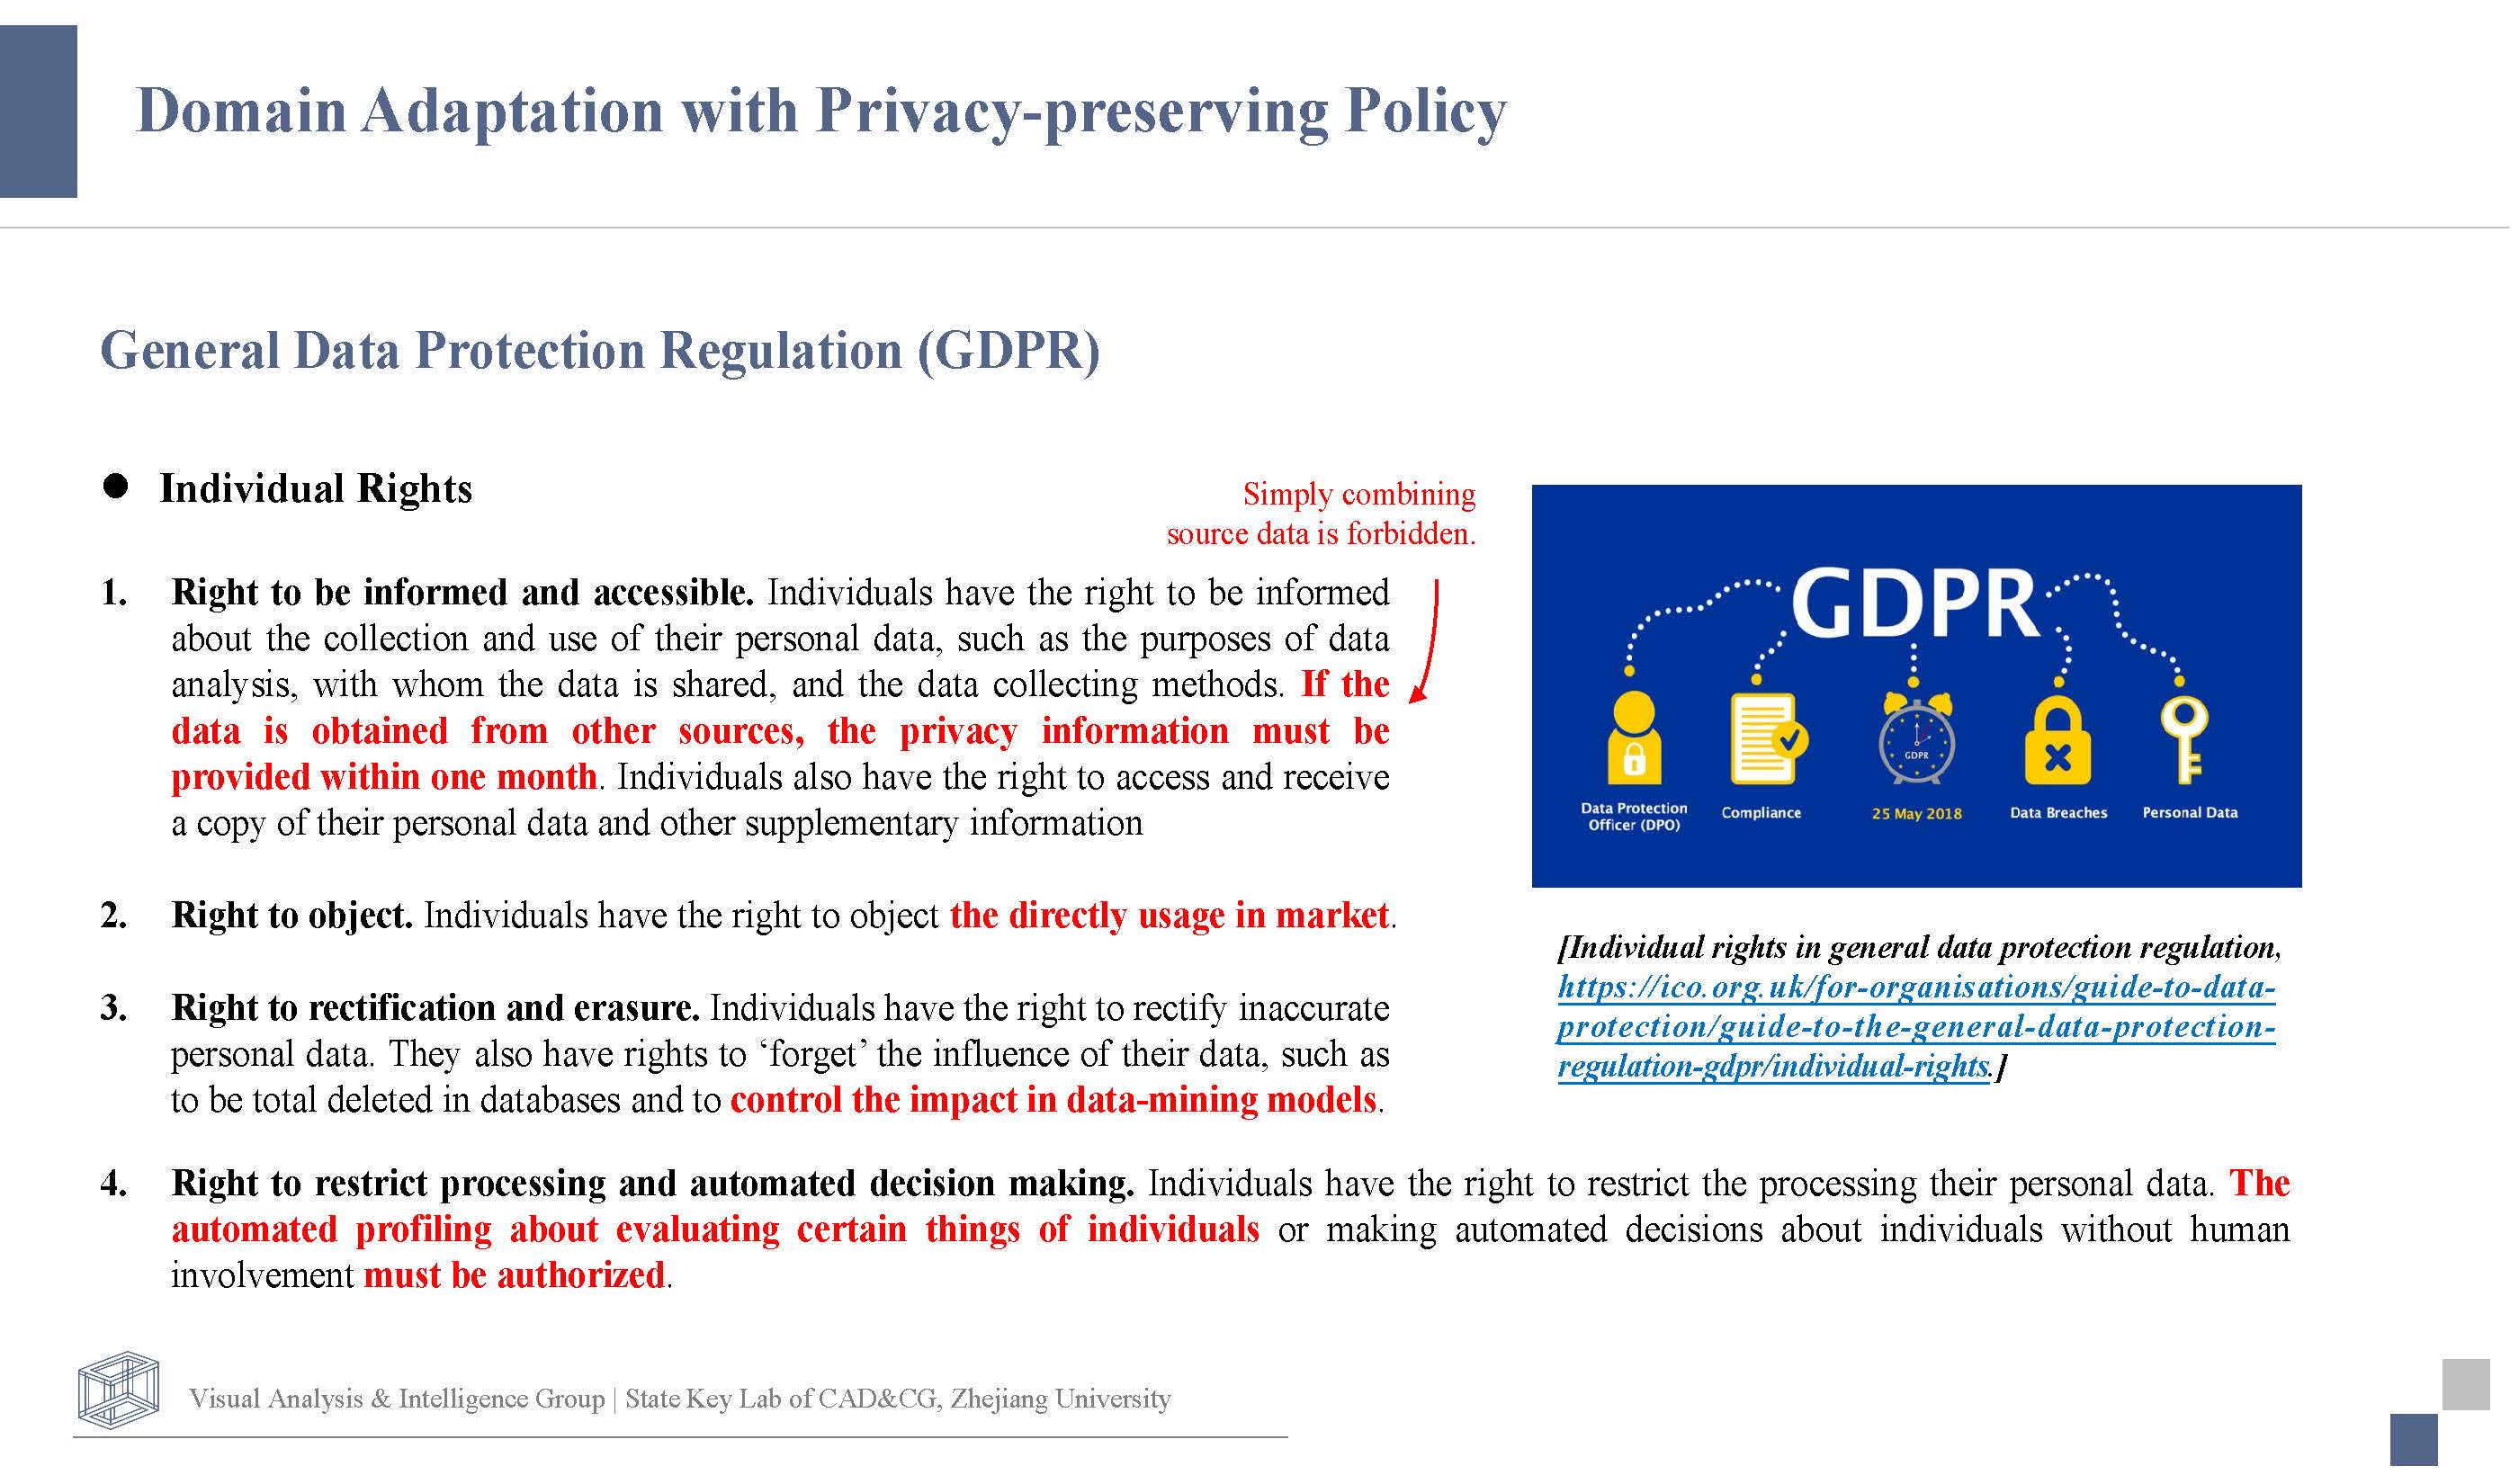 Domain Adaptation with Privacy-preserving Policy
General Data Protection Regulation (GDPR)
● Individual Rights
Simply combining
source data is forbidden.
1. Right to be informed and accessible. Individuals have the right to be informed
about the collection and use of their personal data, such as the purposes of data
analysis, with whom the data is shared, and the data collecting methods. If the
data is obtained from other sources, the privacy information must be
provided within one month. Individuals also have the right to access and receive
a copy of their personal data and other supplementary information
2. Right to object. Individuals have the right to object the directly usage in market.
3. Right to rectification and erasure. Individuals have the right to rectify inaccurate
personal data. They also have rights to ‘forget’ the influence of their data, such as
to be total deleted in databases and to control the impact in data-mining models.
4. Right to restrict processing and automated decision making. Individuals have the right to restrict the processing their personal data. The
automated profiling about evaluating certain things of individuals or making automated decisions about individuals without human
involvement must be authorized.
GDPR
GDPR
Data Protection
Officer (DPO)
Compliance
25 May 2018
Data Breaches
Personal Data
[Individual rights in general data protection regulation,
https://ico.org.uk/for-organisations/guide-to-data-
protection/guide-to-the-general-data-protection-
regulation-gdpr/individual-rights.]
Visual Analysis & Intelligence Group | State Key Lab of CAD&CG, Zhejiang University